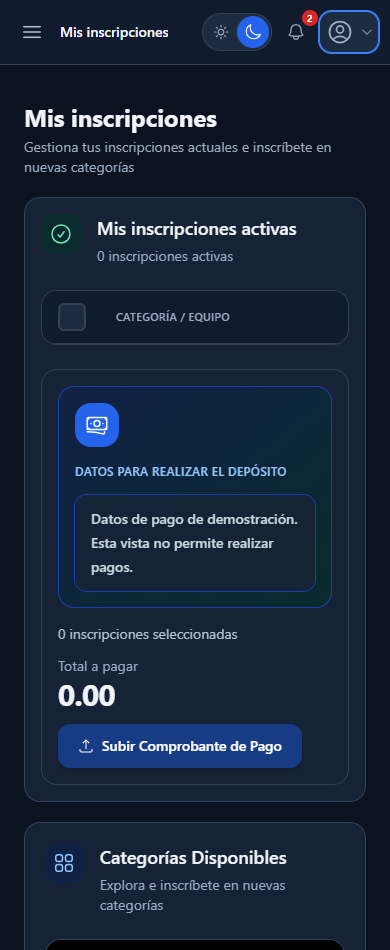 Mis inscripciones
2
Mis inscripciones
Gestiona tus inscripciones actuales e inscríbete en
nuevas categorías
Mis inscripciones activas
0 inscripciones activas
CATEGORÍA / EQUIPO
DATOS PARA REALIZAR EL DEPÓSITO
Datos de pago de demostración.
Esta vista no permite realizar
pagos.
0 inscripciones seleccionadas
Total a pagar
0.00
Subir Comprobante de Pago
Categorías Disponibles
Explora e inscríbete en nuevas
categorías